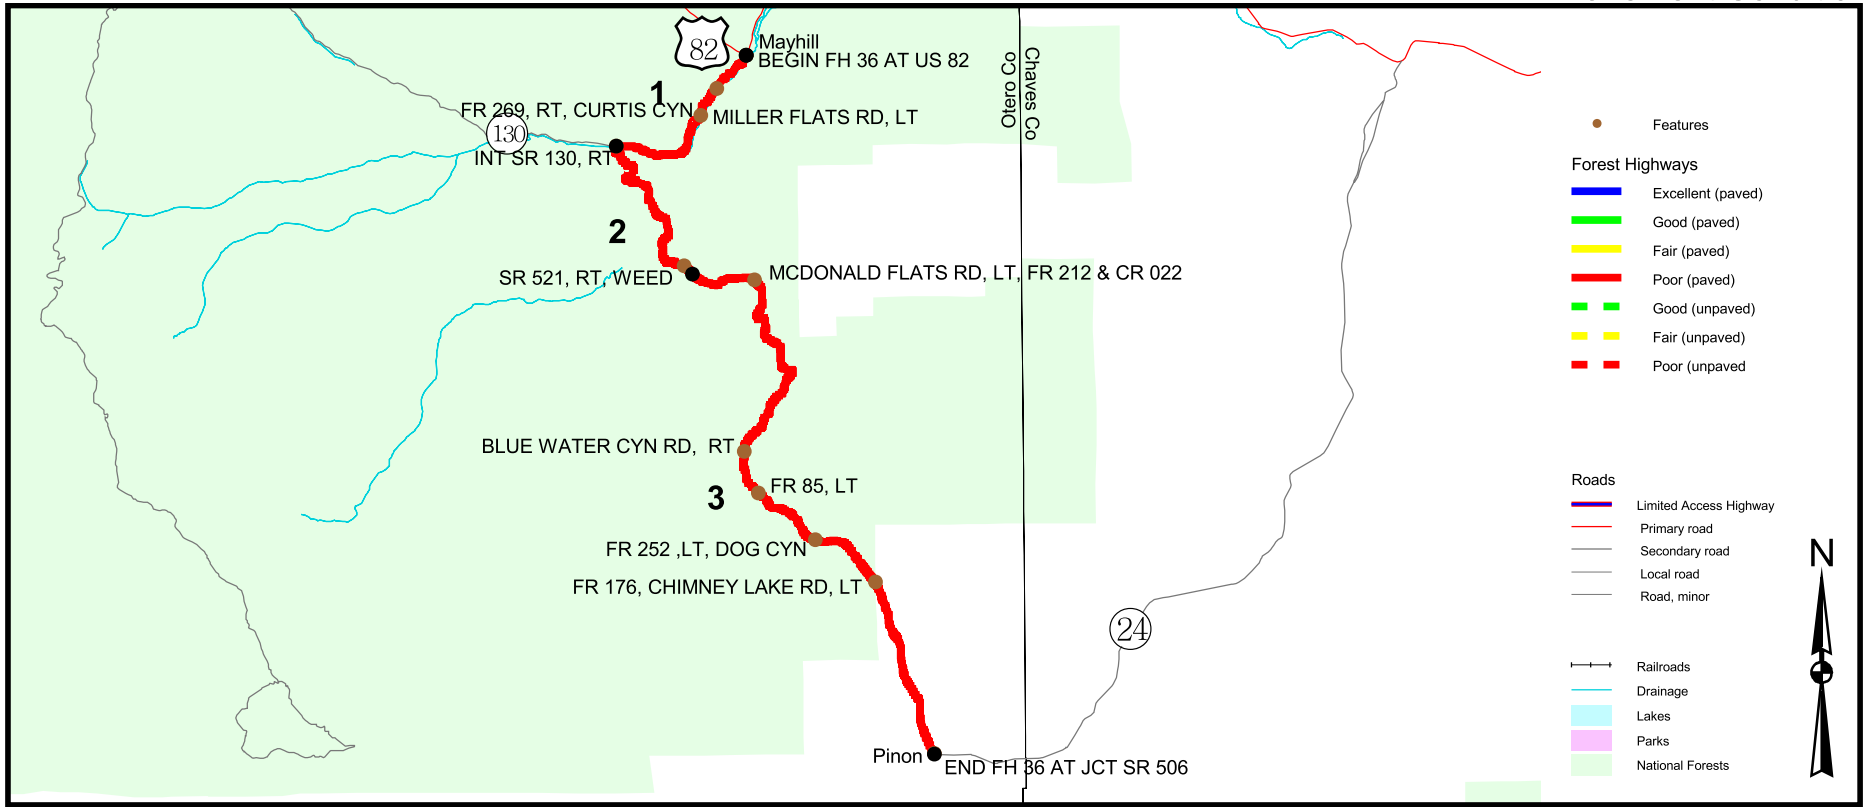 82
Mayhill
BEGIN FH 36 AT US 82
1
FR 269, RT, CURTIS CYN
MILLER FLATS RD, LT
130
INT SR 130, RT
Otero Co
Chaves Co
2
SR 521, RT, WEED
MCDONALD FLATS RD, LT, FR 212 & CR 022
BLUE WATER CYN RD, RT
3
FR 85, LT
FR 252 ,LT, DOG CYN
FR 176, CHIMNEY LAKE RD, LT
24
Pinon
END FH 36 AT JCT SR 506
Features
Forest Highways
Excellent (paved)
Good (paved)
Fair (paved)
Poor (paved)
Good (unpaved)
Fair (unpaved)
Poor (unpaved
Roads
Limited Access Highway
Primary road
Secondary road
Local road
Road, minor
Railroads
Drainage
Lakes
Parks
National Forests
N